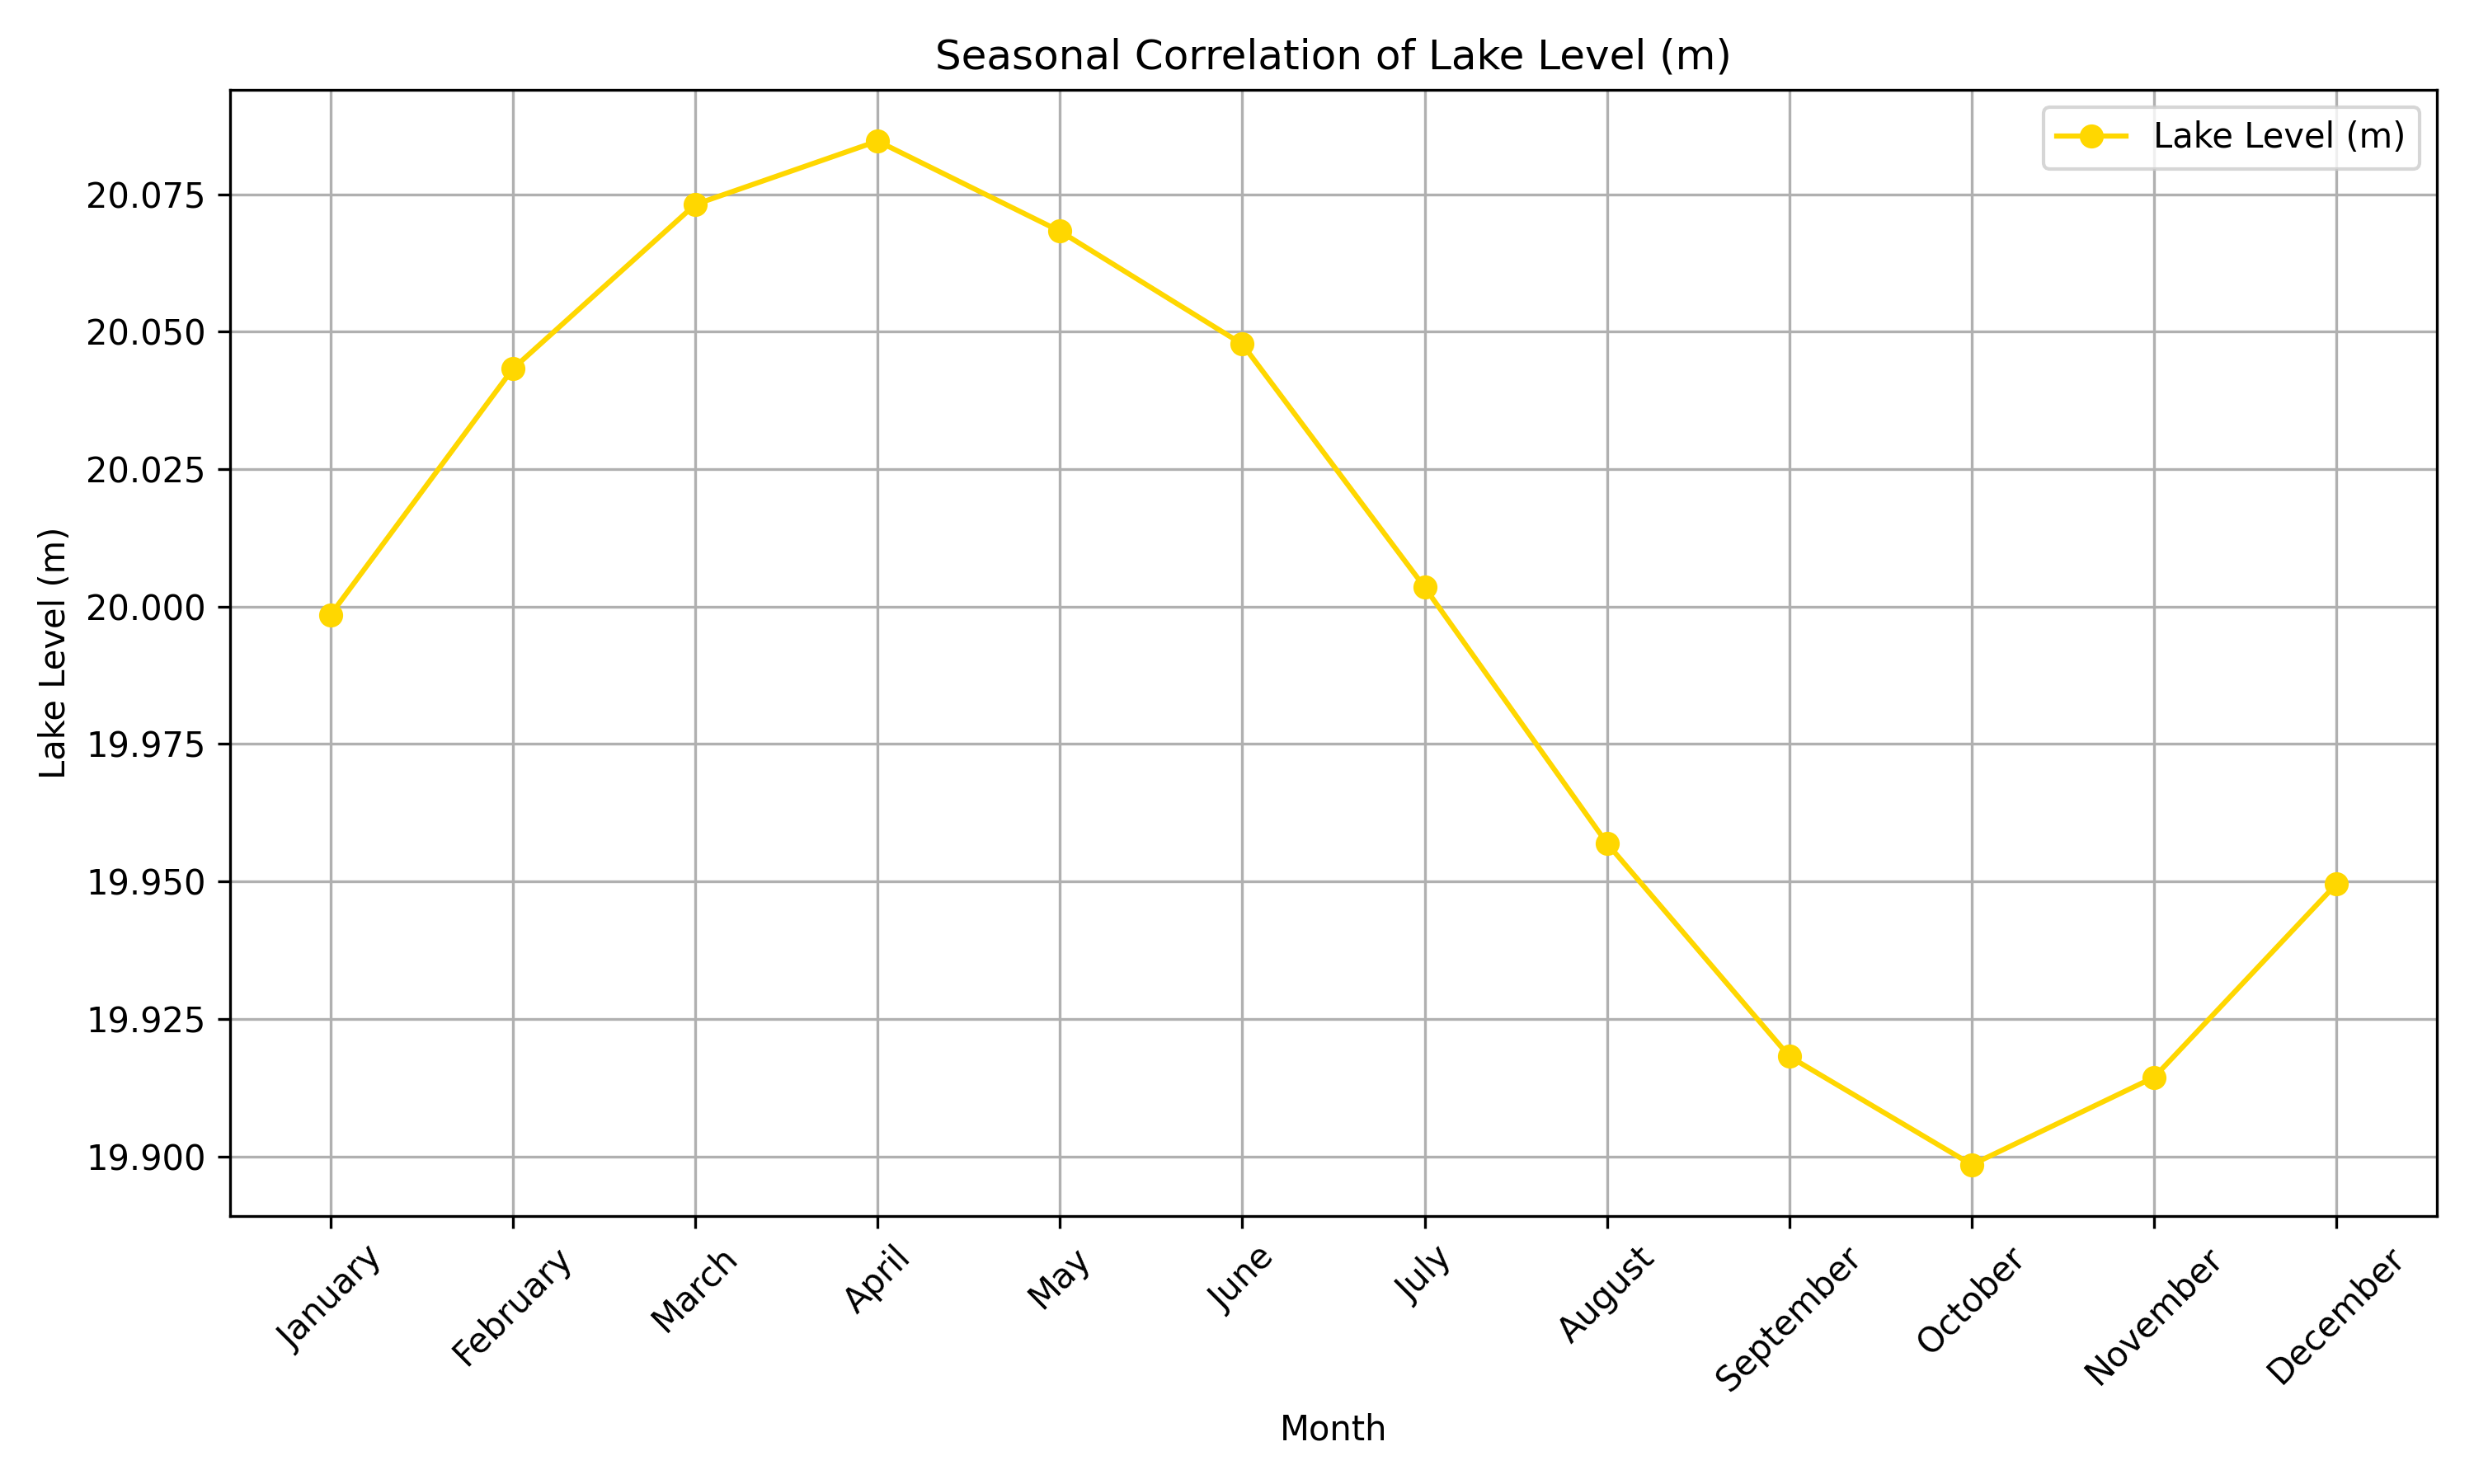 Seasonal Correlation of Lake Level (m)
Lake Level (m)
Lake Level (m)
20.075
20.050
20.025
20.000
19.975
19.950
19.925
19.900
January
February
March
April
May
June
July
August
September
October
November
December
Month